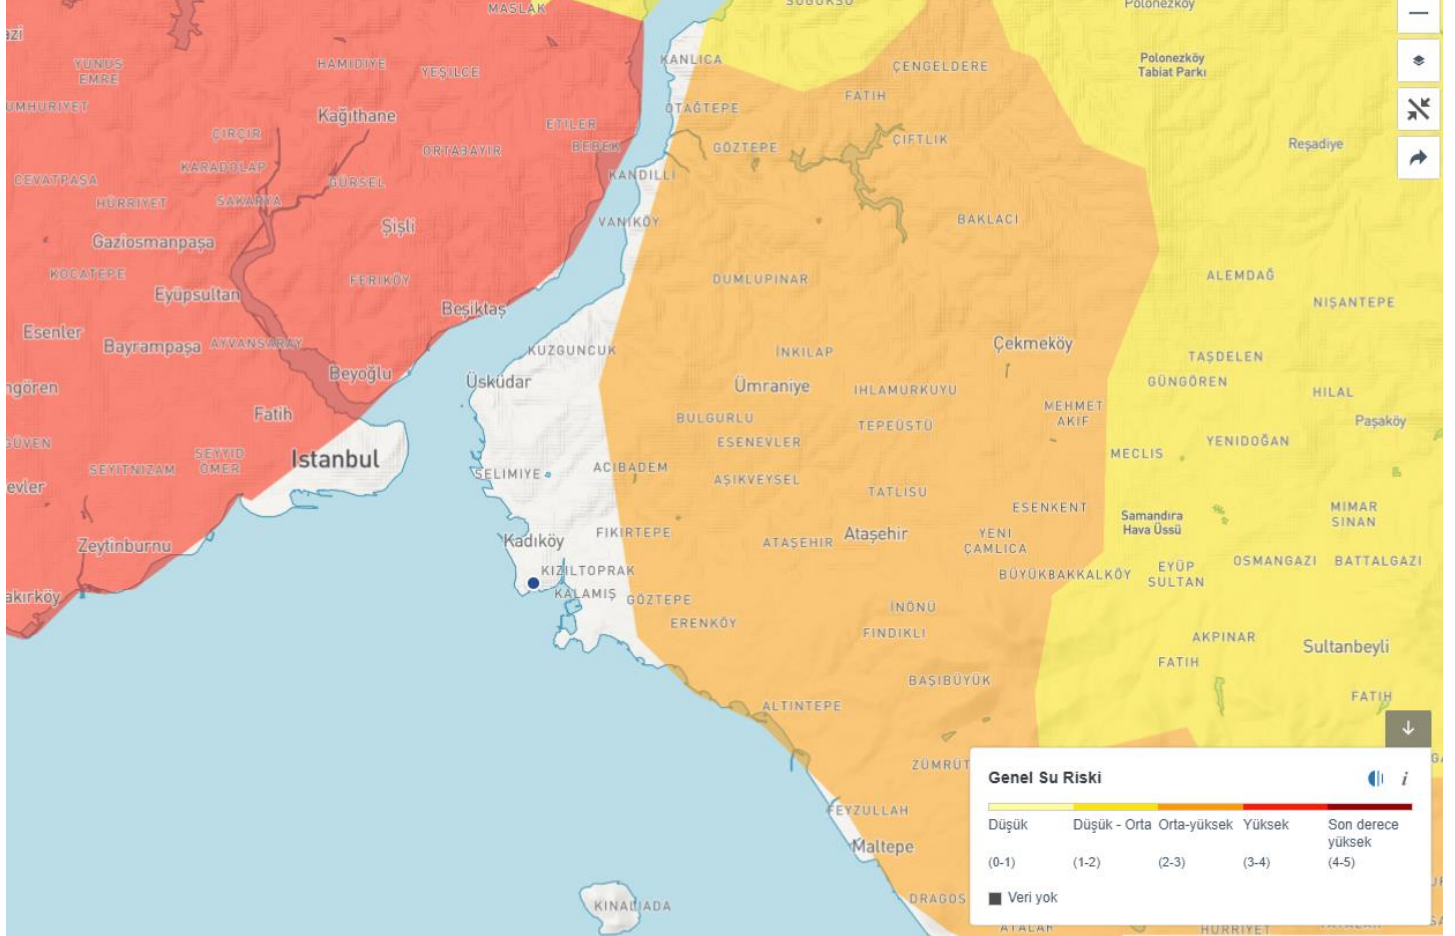 MASLAK
Polonezköy
KANLICA
YUNUS
EMRE
HAMIDIYE
YEŞILCE
ÇENGELDERE
Polonezköy
Tabiat Parkı
UMHURIYET
Kağıthane
OTAĞTEPE
FATIH
ÇIRÇIR
ETILER
BEBEK
ORTABAYIR
GÖZTEPE
ÇIFTLIK
Reşadiye
KARADOLAP
CEVATPAŞA
GÜRSEL
KANDILLI
HÜRRIYET
SAKARYA
Şişli
VANIKÖY
BAKLACI
Gaziosmanpaşa
KOCATEPE
FERIKÖY
DUMLUPINAR
ALEMDAĞ
Eyüpsultan
Beşiktaş
NIŞANTEPE
Esenler
Bayrampaşa
AYVANSARAY
KUZGUNCUK
İNKILAP
Çekmeköy
TAŞDELEN
Beyoğlu
Üsküdar
Ümraniye
IHLAMURKUYU
GÜNGÖREN
HILAL
ngören
Fatih
BULGURLU
TEPEÜSTÜ
MEHMET
AKIF
Paşaköy
GÜVEN
SEYYID
ÖMER
SEYITNIZAM
Istanbul
ESENEVLER
MECLIS
YENIDOĞAN
SELIMIYE
ACIBADEM
AŞIKVEYSEL
TATLISU
evler
ESENKENT
Samandıra
Hava Üssü
MIMAR
SINAN
Zeytinburnu
Kadıköy
FIKIRTEPE
ATAŞEHIR
Ataşehir
YENI
ÇAMLICA
KIZILTOPRAK
BÜYÜKBAKKALKÖY
EYÜP
SULTAN
OSMANGAZI
BATTALGAZI
akırköy
KALAMIŞ
GÖZTEPE
ERENKÖY
İNÖNÜ
FINDIKLI
AKPINAR
Sultanbeyli
FATIH
BAŞIBÜYÜK
FATIH
ALTINTEPE
ZÜMRÜT
FEYZULLAH
Maltepe
DRAGOS
KINALIADA
Genel Su Riski
i
Düşük Düşük - Orta Orta-yüksek Yüksek Son derece
yüksek
(0-1) (1-2) (2-3) (3-4) (4-5)
Veri yok
HÜRRIYET